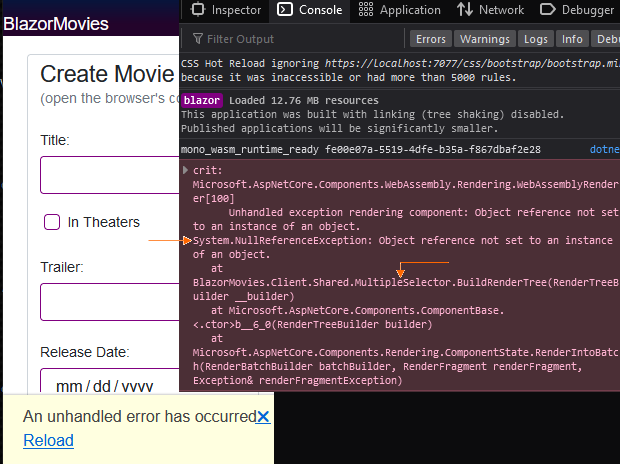 BlazorMovies
Create Movie
(open the browser's co
Title:
In Theaters
Trailer:
Release Date:
mm / dd / yyyy
An unhandled error has occurred
Reload
Inspector Console Application Network Debugger
Filter Output Errors Warnings Logs Info Debu
CSS Hot Reload ignoring https://localhost:7077/css/bootstrap/bootstrap.mi
because it was inaccessible or had more than 5000 rules.
blazor Loaded 12.76 MB resources
This application was built with linking (tree shaking) disabled.
Published applications will be significantly smaller.
mono_wasm_runtime_ready fe00e07a-5519-4dfe-b35a-f867dbaf2e28 dotne
crit:
Microsoft.AspNetCore.Components.WebAssembly.Rendering.WebAssemblyRender
er[100]
Unhandled exception rendering component: Object reference not set
to an instance of an object.
System.NullReferenceException: Object reference not set to an instance
of an object.
at
BlazorMovies.Client.Shared.MultipleSelector.BuildRenderTree(RenderTreeB
uilder __builder)
at Microsoft.AspNetCore.Components.ComponentBase.
<.ctor>b__6_0(RenderTreeBuilder builder)
at
Microsoft.AspNetCore.Components.Rendering.ComponentState.RenderIntoBatc
h(RenderBatchBuilder batchBuilder, RenderFragment renderFragment,
Exception& renderFragmentException)